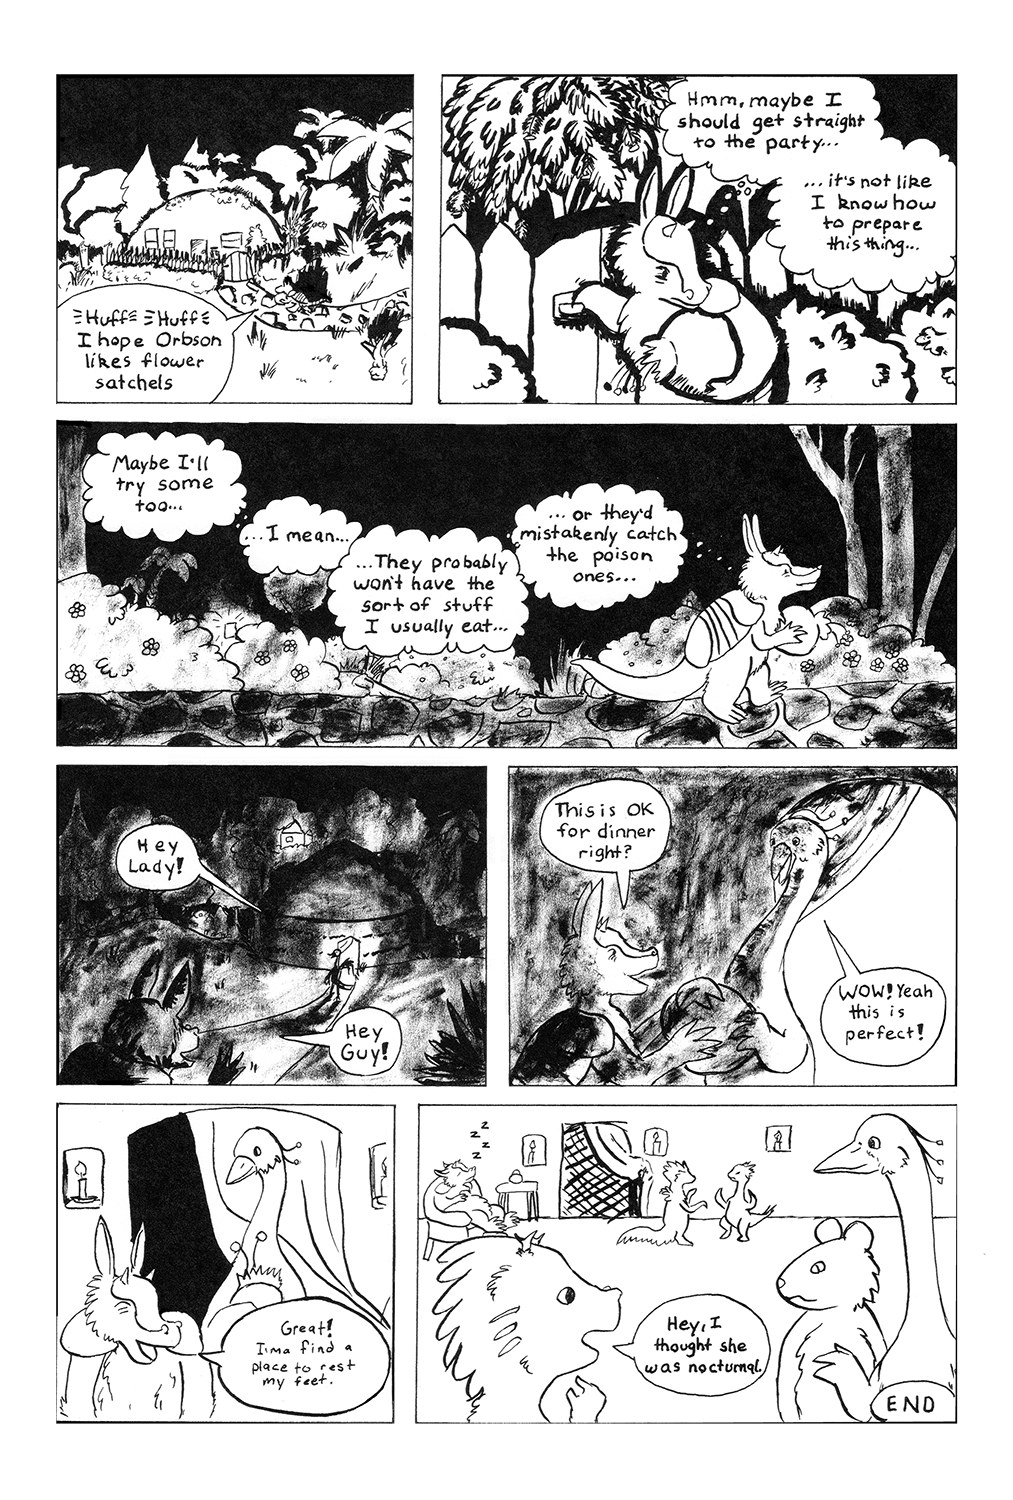 ≡Huff≡ ≡Huff≡
I hope Orbson
likes flower
satchels
Hmm, maybe I
should get straight
to the party...
...it's not like
I know how
to prepare
this thing...
Maybe I'll
try some
too...
...I mean...
...They probably
won't have the
sort of stuff
I usually eat...
...or they'd
mistakenly catch
the poison
ones...
Hey
Lady!
Hey
Guy!
This is OK
for dinner
right?
WOW! Yeah
this is
perfect!
Great!
I'ma find a
place to rest
my feet.
z
z
z
z
Hey, I
thought she
was nocturnal.
END